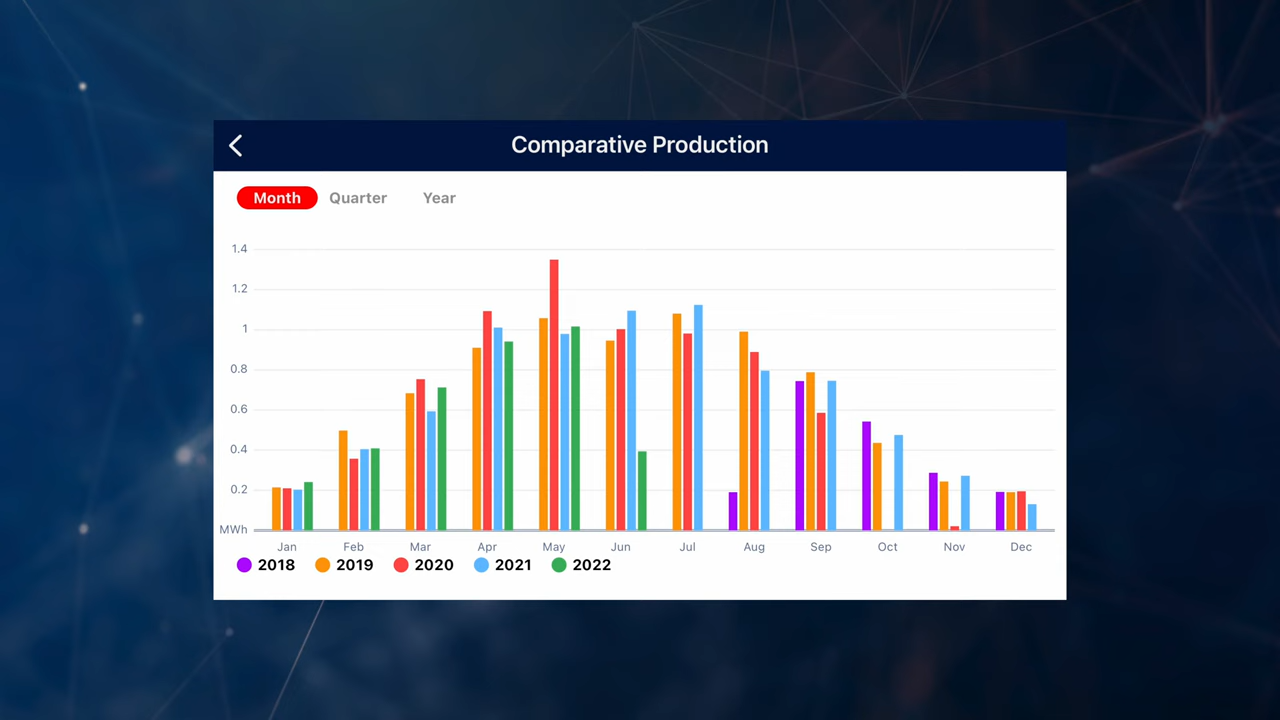 Comparative Production
Month Quarter Year
1.4
1.2
1
0.8
0.6
0.4
0.2
MWh
Jan Feb Mar Apr May Jun Jul Aug Sep Oct Nov Dec
2018 2019 2020 2021 2022